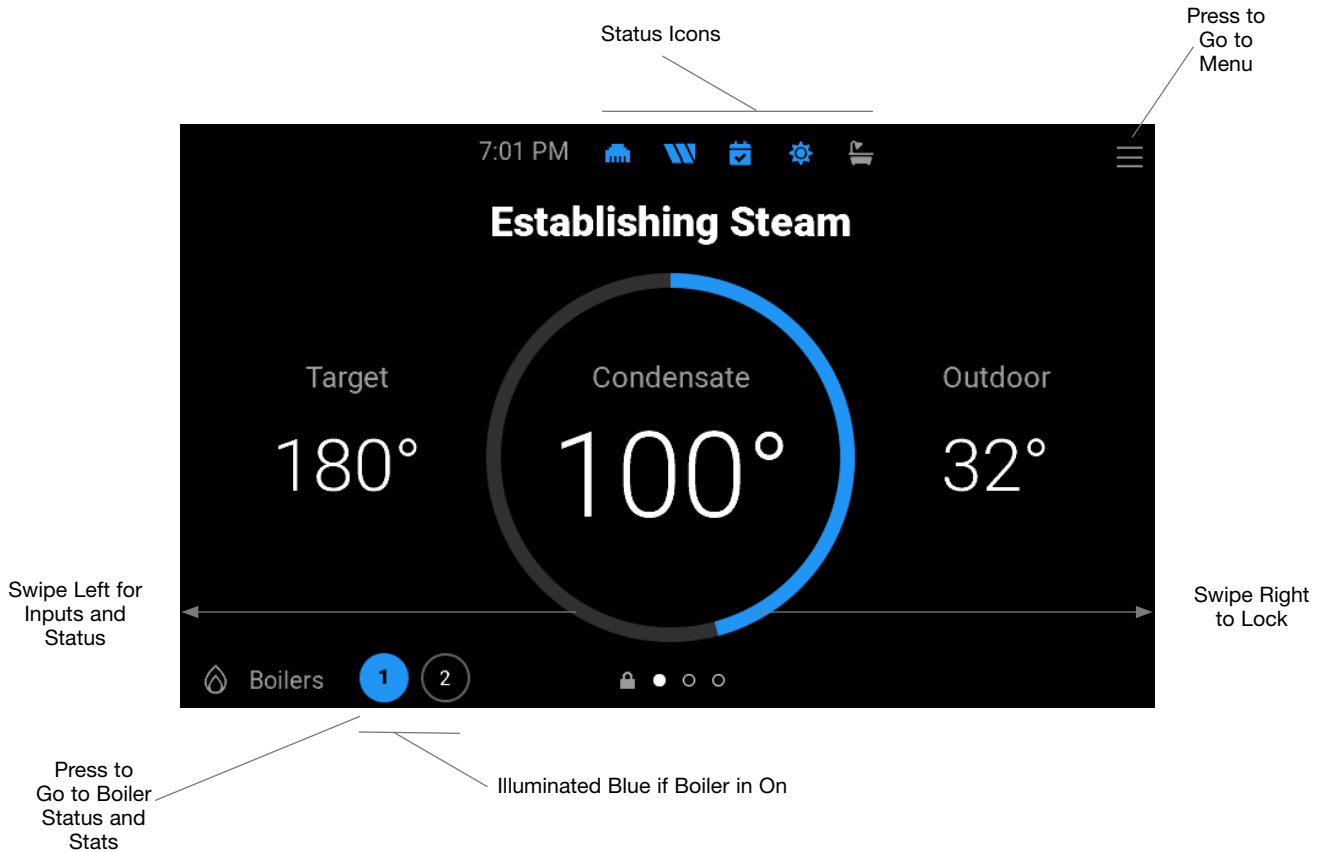 Press to
Go to
Menu
Status Icons
7:01 PM
Establishing Steam
Target
Condensate
Outdoor
180°
100°
32°
Swipe Left for
Inputs and
Status
Swipe Right
to Lock
Boilers
1
2
Press to
Go to Boiler
Status and
Stats
Illuminated Blue if Boiler in On